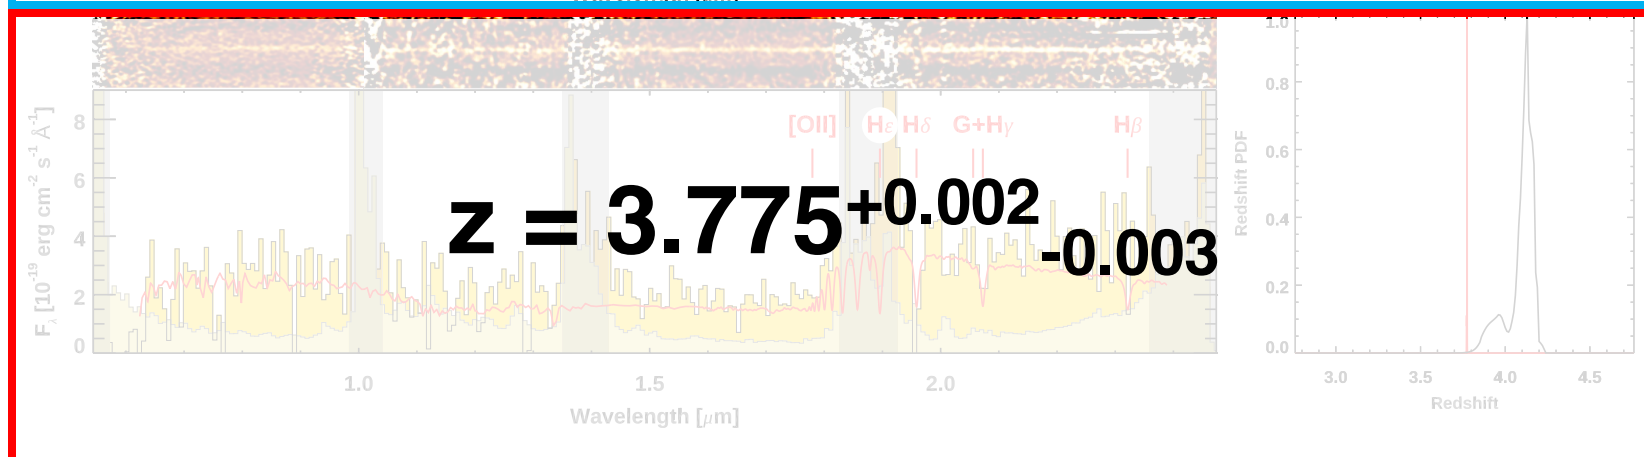 1.0
[OII] Hε Hδ G+Hγ Hβ
8
6
4
2
0
F_λ [10^-19 erg cm^-2 s^-1 Å^-1]
z = 3.775^+0.002_-0.003
1.0 1.5 2.0
Wavelength [μm]
Redshift PDF
0.8
0.6
0.4
0.2
0.0
3.0 3.5 4.0 4.5
Redshift